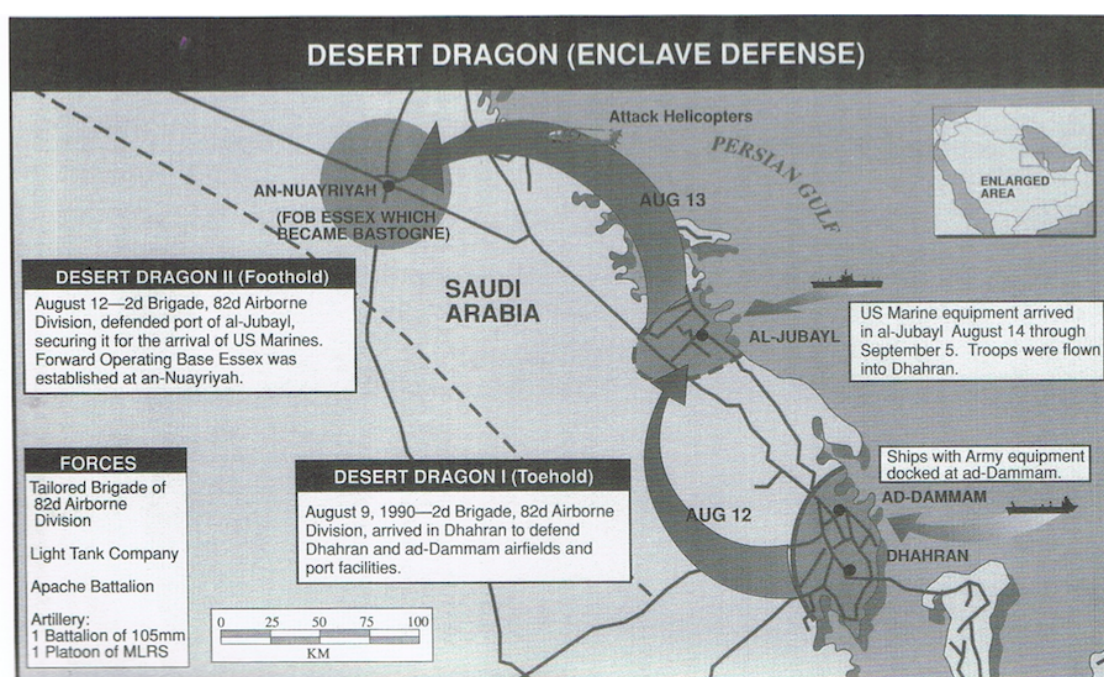 DESERT DRAGON (ENCLAVE DEFENSE)
Attack Helicopters
PERSIAN GULF
ENLARGED
AREA
AN-NUAYRIYAH
(FOB ESSEX WHICH
BECAME BASTOGNE)
AUG 13
DESERT DRAGON II (Foothold)
August 12—2d Brigade, 82d Airborne
Division, defended port of al-Jubayl,
securing it for the arrival of US Marines.
Forward Operating Base Essex was
established at an-Nuayriyah.
SAUDI
ARABIA
AL-JUBAYL
US Marine equipment arrived
in al-Jubayl August 14 through
September 5. Troops were flown
into Dhahran.
FORCES
Tailored Brigade of
82d Airborne
Division
Light Tank Company
Apache Battalion
Artillery:
1 Battalion of 105mm
1 Platoon of MLRS
DESERT DRAGON I (Toehold)
August 9, 1990—2d Brigade, 82d Airborne
Division, arrived in Dhahran to defend
Dhahran and ad-Dammam airfields and
port facilities.
AUG 12
Ships with Army equipment
docked at ad-Dammam.
AD-DAMMAM
DHAHRAN
0 25 50 75 100
KM